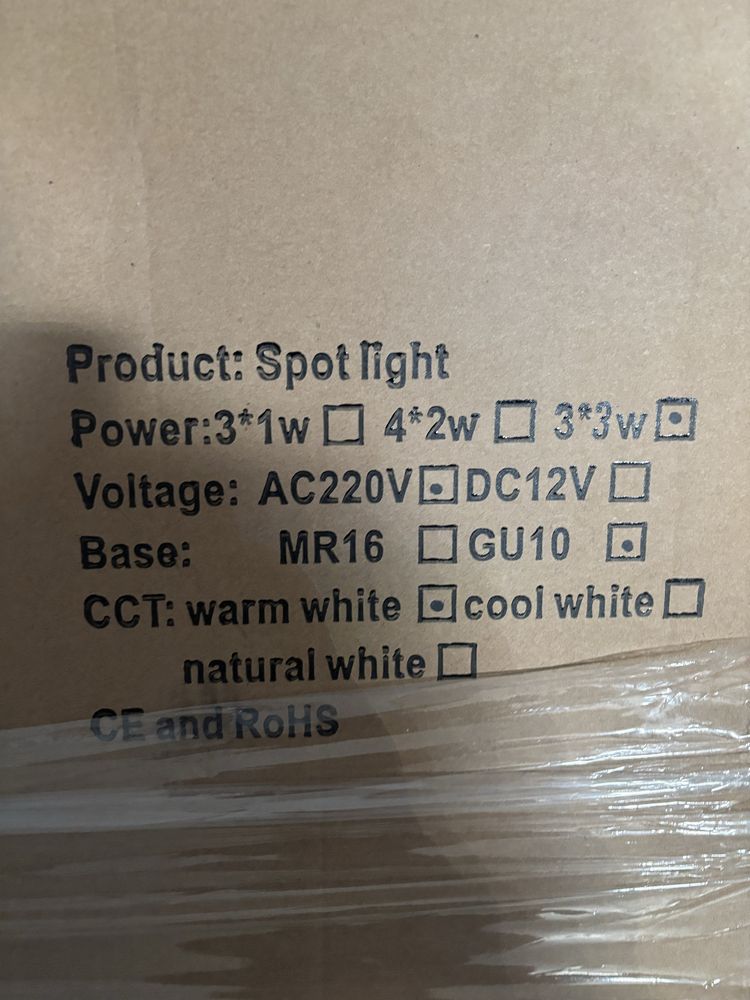 Product: Spot light
Power:3*1w ☐ 4*2w ☐ 3*3w ⊡
Voltage: AC220V ⊡ DC12V ☐
Base: MR16 ☐ GU10 ⊡
CCT: warm white ⊡ cool white ☐
natural white ☐
CE and RoHS